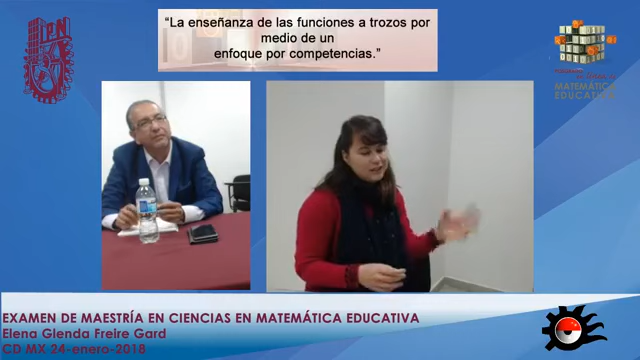 “La enseñanza de las funciones a trozos por
medio de un
enfoque por competencias.”
IPN
MATEMÁTICA
EDUCATIVA
EXAMEN DE MAESTRÍA EN CIENCIAS EN MATEMÁTICA EDUCATIVA
Elena Glenda Freire Gard
CD MX 24-enero-2018